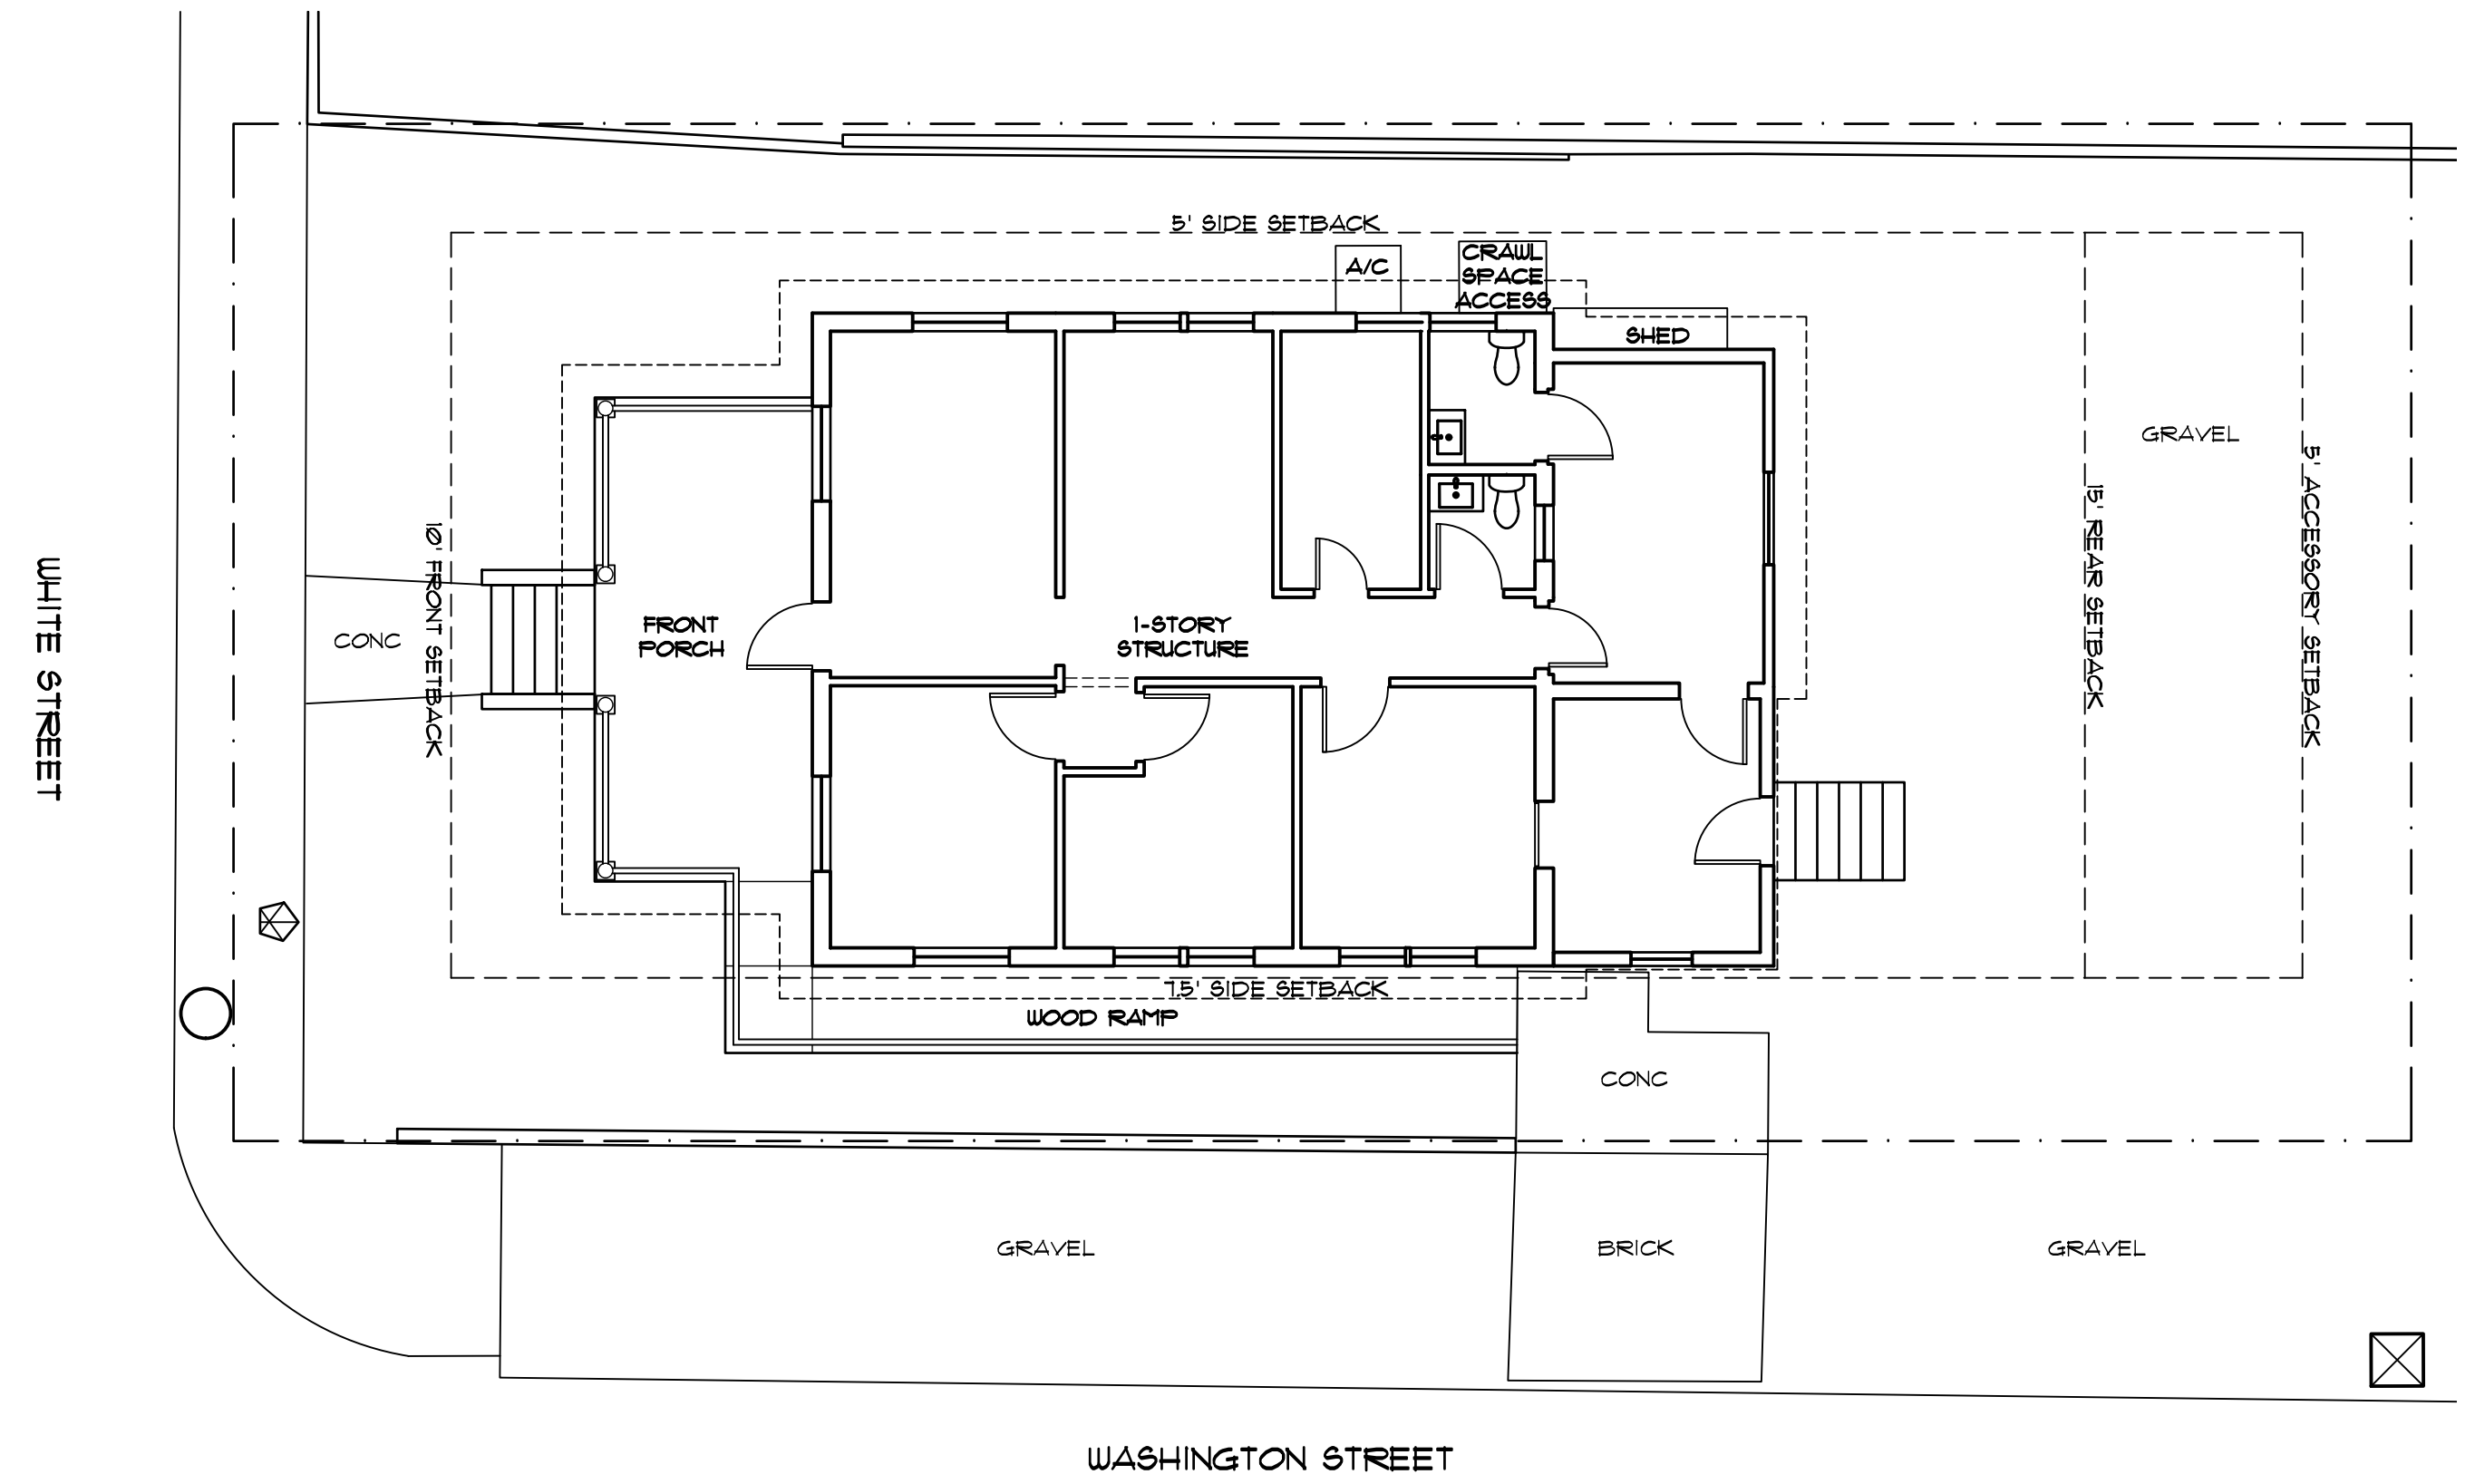 5' SIDE SETBACK
A/C
CRAWL
SPACE
ACCESS
SHED
GRAVEL
WHITE STREET
CONC
10' FRONT SETBACK
FRONT
PORCH
1-STORY
STRUCTURE
15' REAR SETBACK
5' ACCESSORY SETBACK
7.5' SIDE SETBACK
WOOD RAMP
CONC
GRAVEL
BRICK
GRAVEL
WASHINGTON STREET